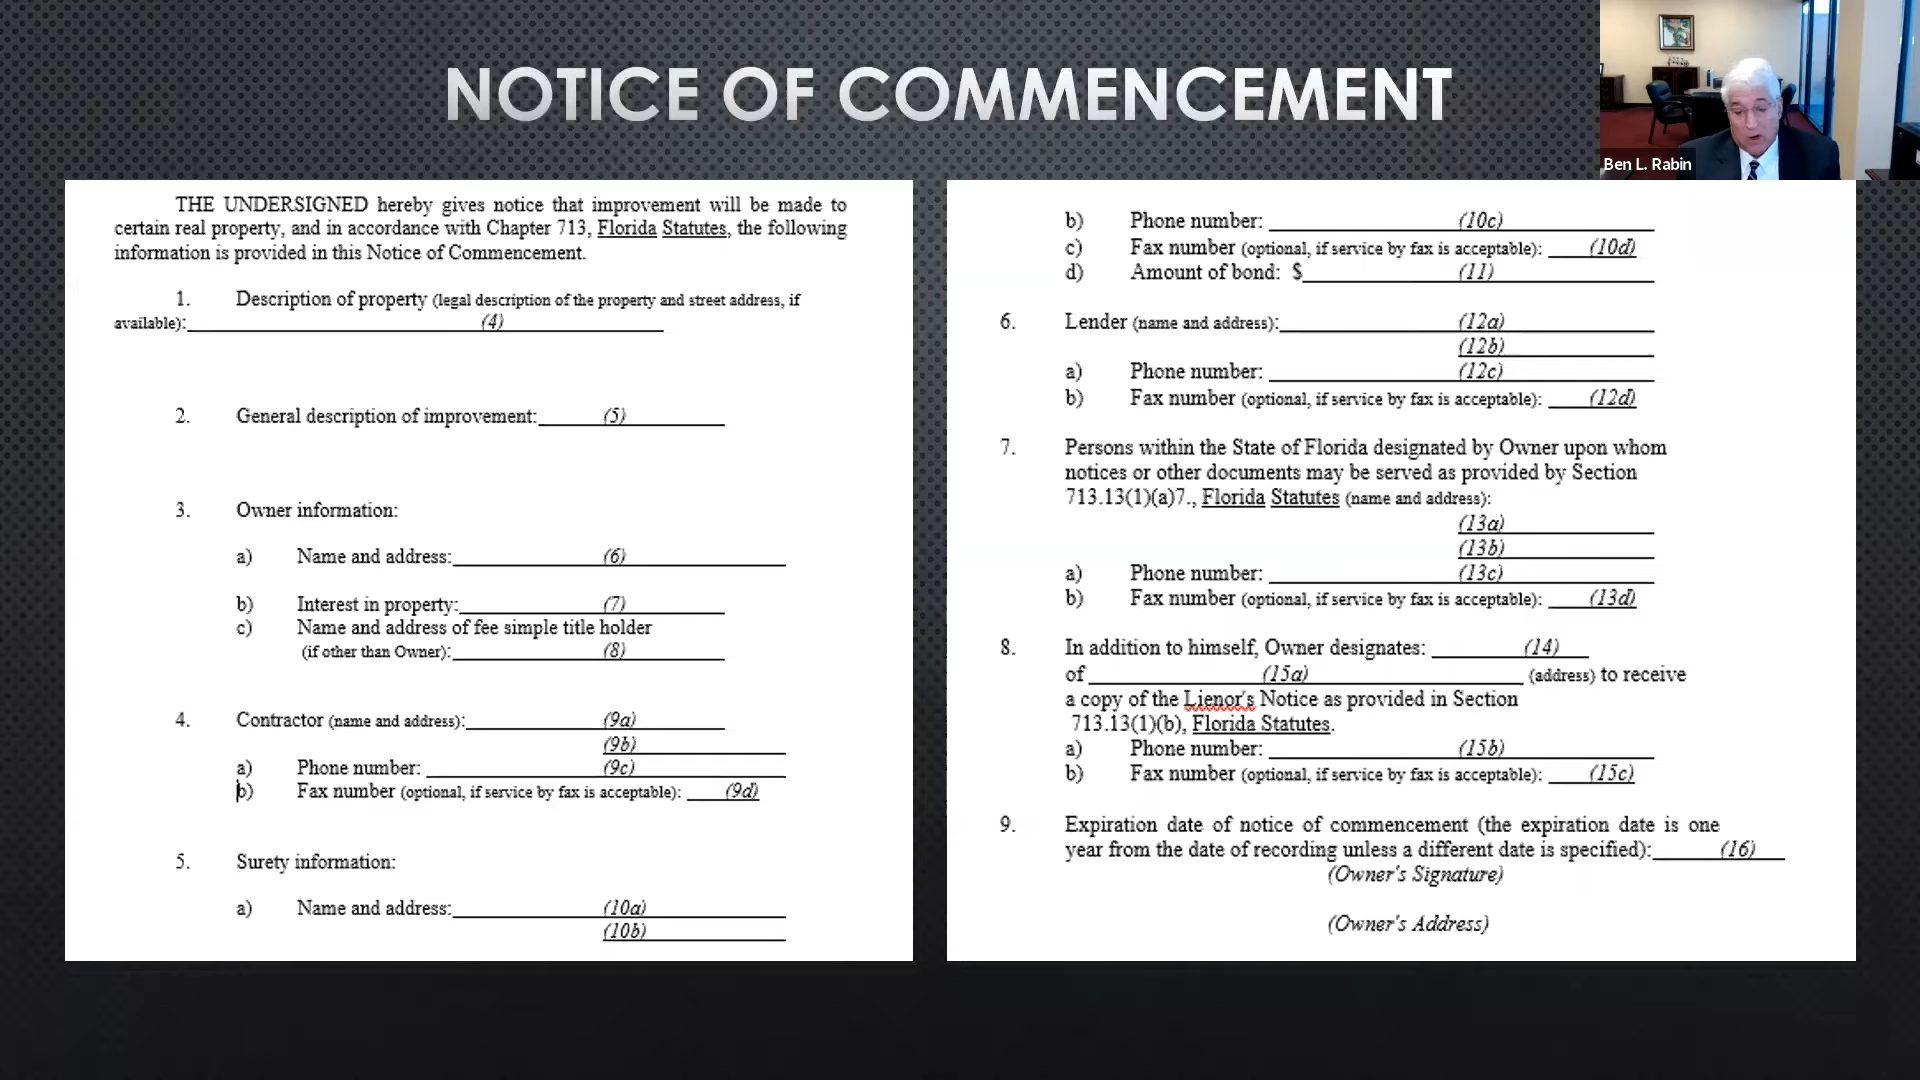 NOTICE OF COMMENCEMENT
Ben L. Rabin
THE UNDERSIGNED hereby gives notice that improvement will be made to
certain real property, and in accordance with Chapter 713, Florida Statutes, the following
information is provided in this Notice of Commencement.
1. Description of property (legal description of the property and street address, if
available):(4)
2. General description of improvement:(5)
3. Owner information:
a) Name and address:(6)
b) Interest in property:(7)
c) Name and address of fee simple title holder
(if other than Owner):(8)
4. Contractor (name and address):(9a)
(9b)
a) Phone number: (9c)
b) Fax number (optional, if service by fax is acceptable): (9d)
5. Surety information:
a) Name and address:(10a)
(10b)
b) Phone number: (10c)
c) Fax number (optional, if service by fax is acceptable): (10d)
d) Amount of bond: $(11)
6. Lender (name and address):(12a)
(12b)
a) Phone number: (12c)
b) Fax number (optional, if service by fax is acceptable): (12d)
7. Persons within the State of Florida designated by Owner upon whom
notices or other documents may be served as provided by Section
713.13(1)(a)7., Florida Statutes (name and address):
(13a)
(13b)
a) Phone number: (13c)
b) Fax number (optional, if service by fax is acceptable): (13d)
8. In addition to himself, Owner designates: (14)
of (15a) (address) to receive
a copy of the Lienor's Notice as provided in Section
713.13(1)(b), Florida Statutes.
a) Phone number: (15b)
b) Fax number (optional, if service by fax is acceptable): (15c)
9. Expiration date of notice of commencement (the expiration date is one
year from the date of recording unless a different date is specified):(16)
(Owner's Signature)
(Owner's Address)